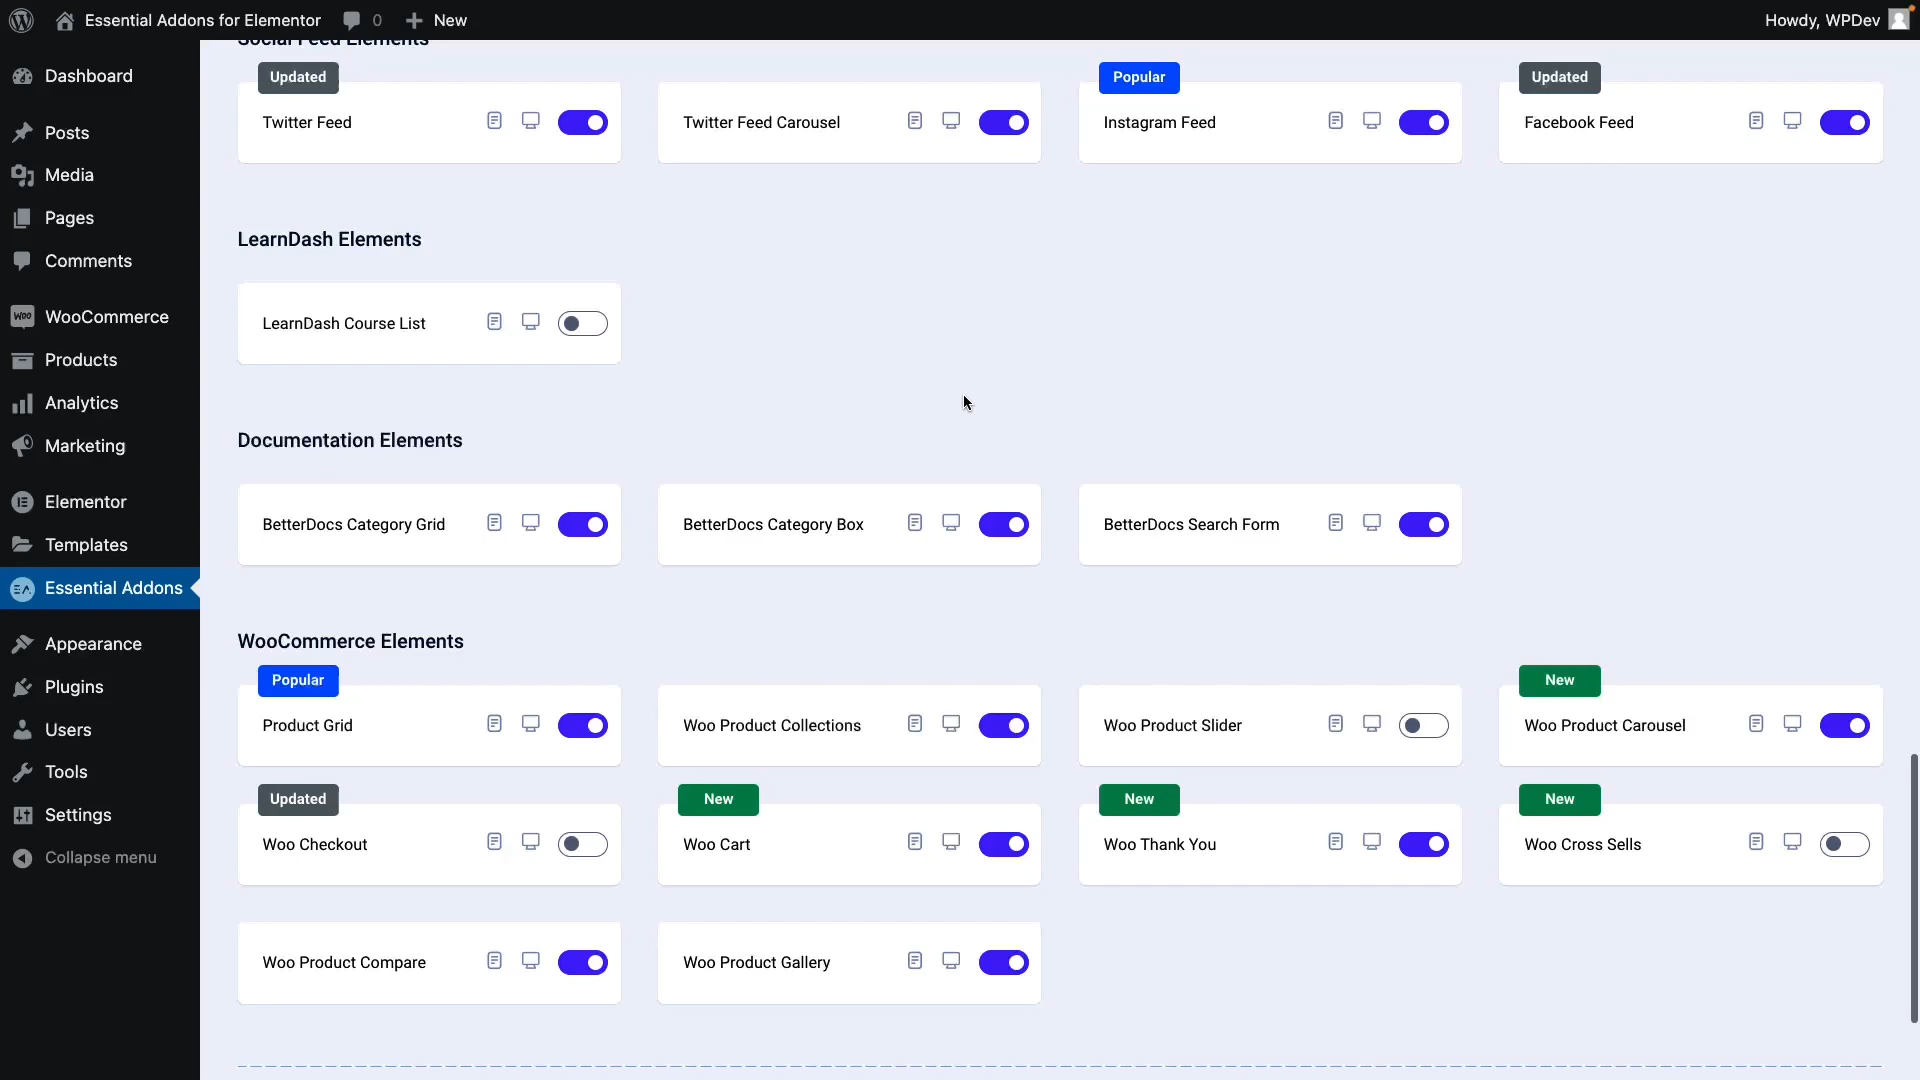 Essential Addons for Elementor 0 New Howdy, WPDev
Dashboard
Posts
Media
Pages
Comments
WooCommerce
Products
Analytics
Marketing
Elementor
Templates
Essential Addons
Appearance
Plugins
Users
Tools
Settings
Collapse menu
Social Feed Elements
Updated
Twitter Feed
Twitter Feed Carousel
Popular
Instagram Feed
Updated
Facebook Feed
LearnDash Elements
LearnDash Course List
Documentation Elements
BetterDocs Category Grid
BetterDocs Category Box
BetterDocs Search Form
WooCommerce Elements
Popular
Product Grid
Woo Product Collections
Woo Product Slider
New
Woo Product Carousel
Updated
Woo Checkout
New
Woo Cart
New
Woo Thank You
New
Woo Cross Sells
Woo Product Compare
Woo Product Gallery